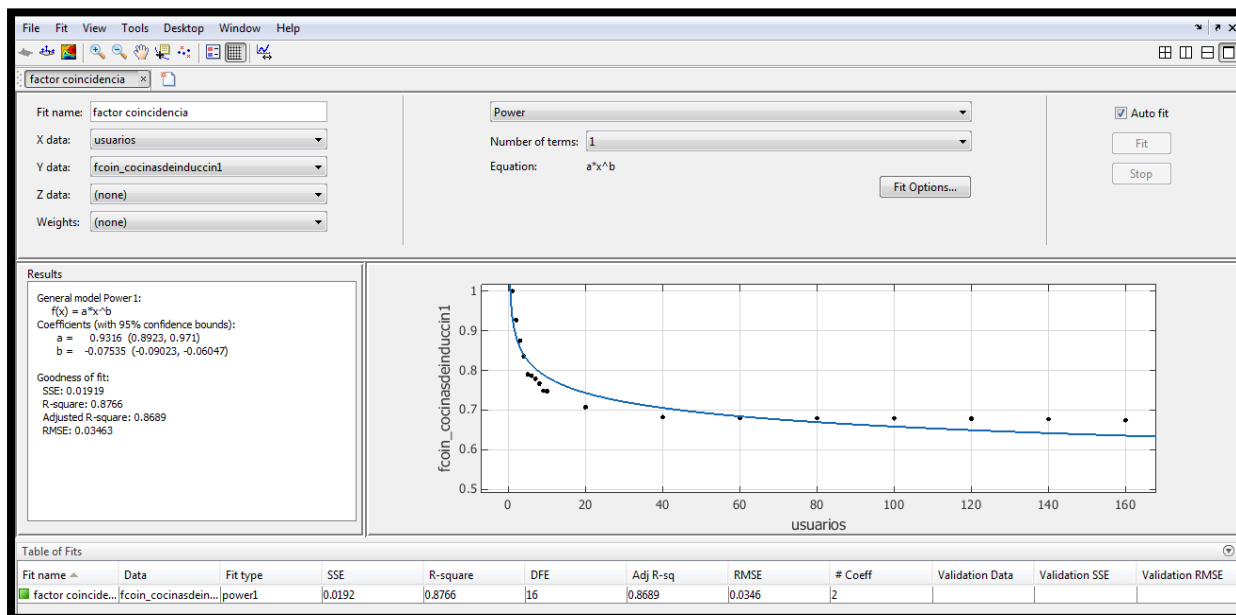 File Fit View Tools Desktop Window Help
factor coincidencia
Fit name: factor coincidencia
X data: usuarios
Y data: fcoin_cocinasdeinduccin1
Z data: (none)
Weights: (none)
Power
Number of terms: 1
Equation: a*x^b
Fit Options...
Auto fit
Fit
Stop
Results
General model Power1:
f(x) = a*x^b
Coefficients (with 95% confidence bounds):
a = 0.9316 (0.8923, 0.971)
b = -0.07535 (-0.09023, -0.06047)
Goodness of fit:
SSE: 0.01919
R-square: 0.8766
Adjusted R-square: 0.8689
RMSE: 0.03463
fcoin_cocinasdeinduccin1
1
0.9
0.8
0.7
0.6
0.5
0 20 40 60 80 100 120 140 160
usuarios
Table of Fits
Fit name Data Fit type SSE R-square DFE Adj R-sq RMSE # Coeff Validation Data Validation SSE Validation RMSE
factor coincide... fcoin_cocinasdein... power1 0.0192 0.8766 16 0.8689 0.0346 2